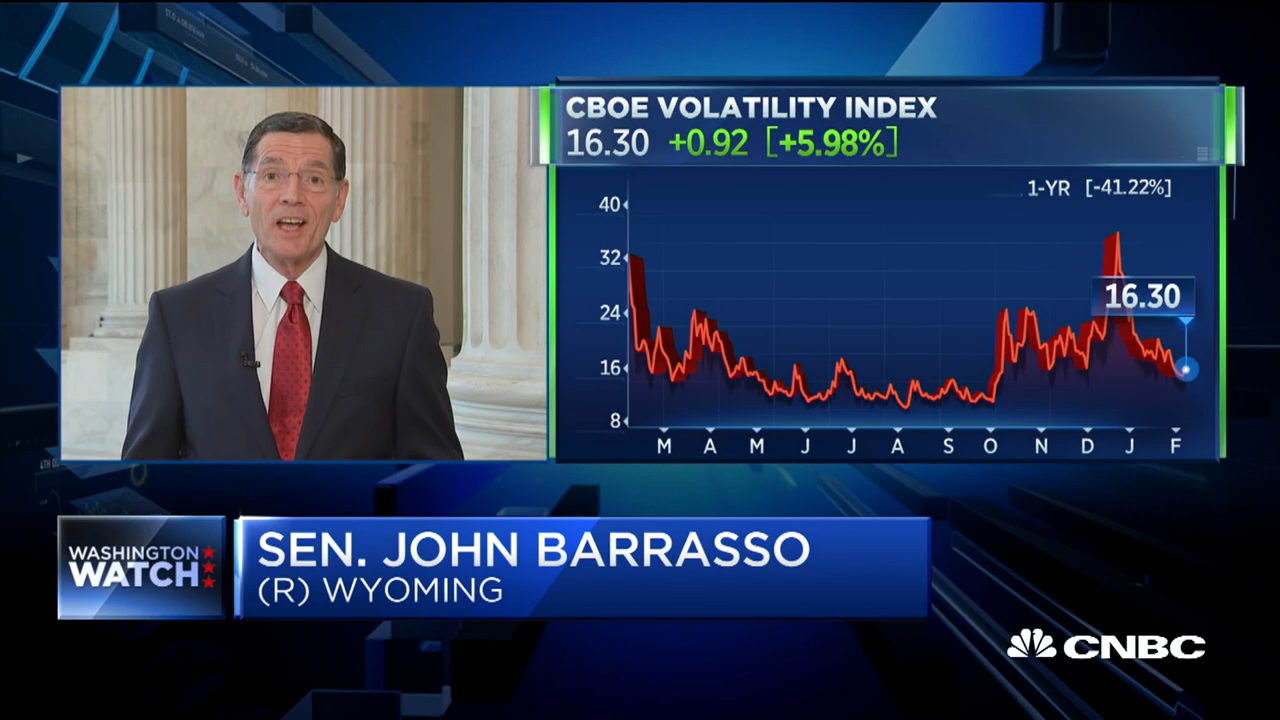 CBOE VOLATILITY INDEX
16.30 +0.92 [+5.98%]
1-YR [-41.22%]
40
32
24
16
8
16.30
M A M J J A S O N D J F
WASHINGTON
WATCH
SEN. JOHN BARRASSO
(R) WYOMING
CNBC